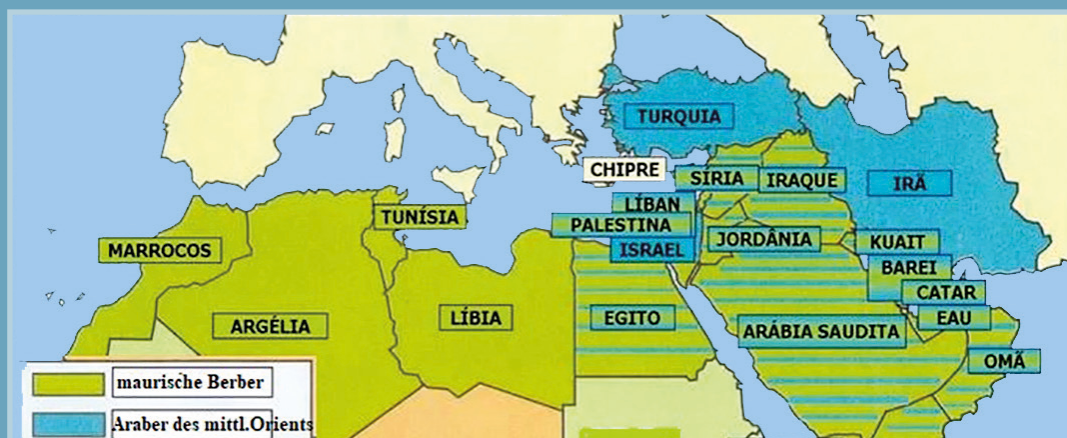 TURQUIA
CHIPRE
SÍRIA
IRAQUE
IRÃ
LÍBAN
TUNÍSIA
PALESTINA
MARROCOS
ISRAEL
JORDÂNIA
KUAIT
BAREI
CATAR
ARGÉLIA
LÍBIA
EGITO
ARÁBIA SAUDITA
EAU
OMÃ
maurische Berber
Araber des mittl.Orients